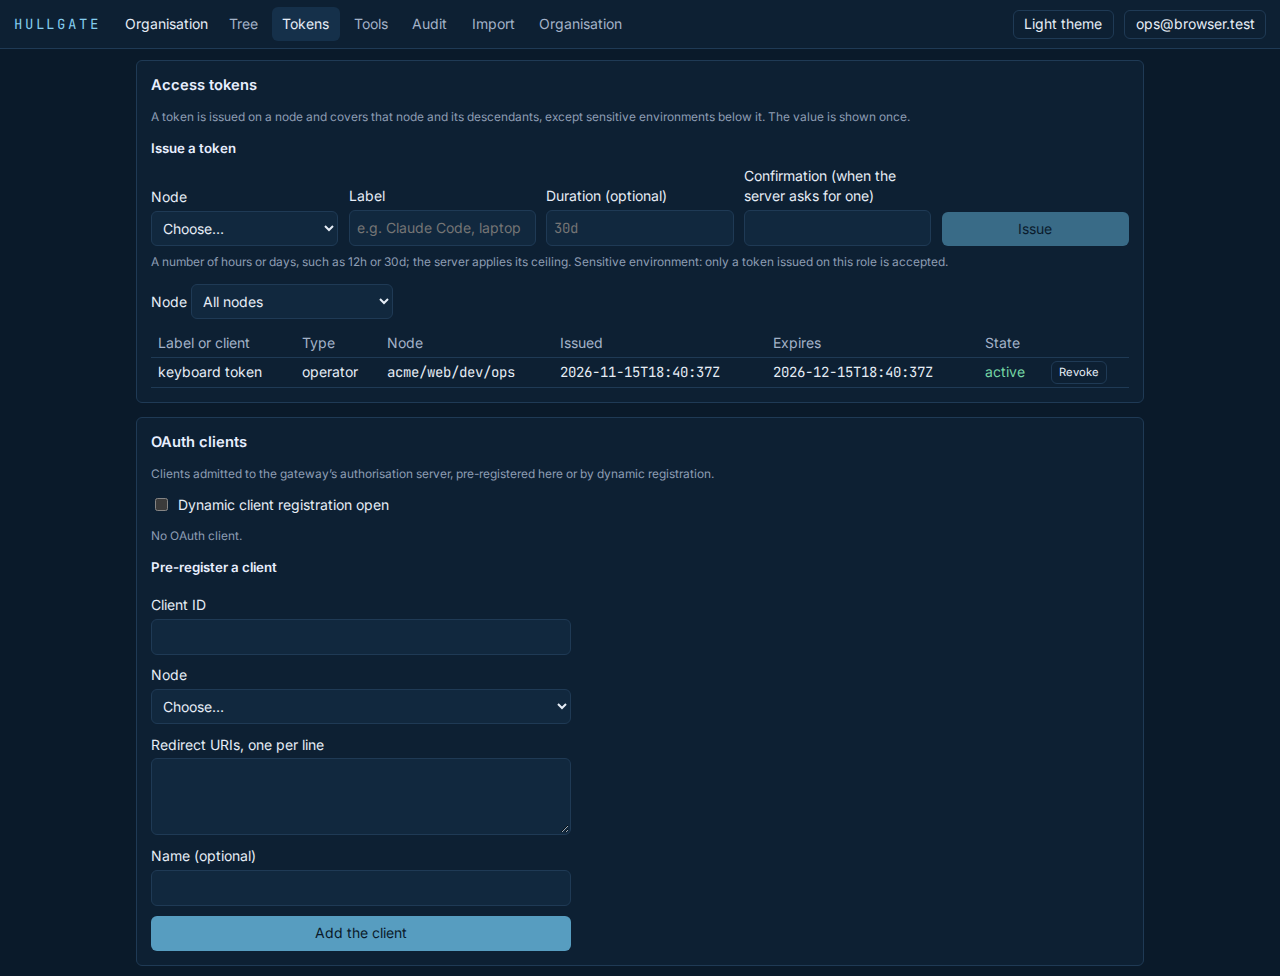 HULLGATE Organisation Tree Tokens Tools Audit Import Organisation Light theme ops@browser.test
Access tokens
A token is issued on a node and covers that node and its descendants, except sensitive environments below it. The value is shown once.
Issue a token
Node Label Duration (optional) Confirmation (when the
server asks for one)
Choose... e.g. Claude Code, laptop 30d Issue
A number of hours or days, such as 12h or 30d; the server applies its ceiling. Sensitive environment: only a token issued on this role is accepted.
Node All nodes
Label or client Type Node Issued Expires State
keyboard token operator acme/web/dev/ops 2026-11-15T18:40:37Z 2026-12-15T18:40:37Z active Revoke
OAuth clients
Clients admitted to the gateway’s authorisation server, pre-registered here or by dynamic registration.
Dynamic client registration open
No OAuth client.
Pre-register a client
Client ID
Node
Choose...
Redirect URIs, one per line
Name (optional)
Add the client